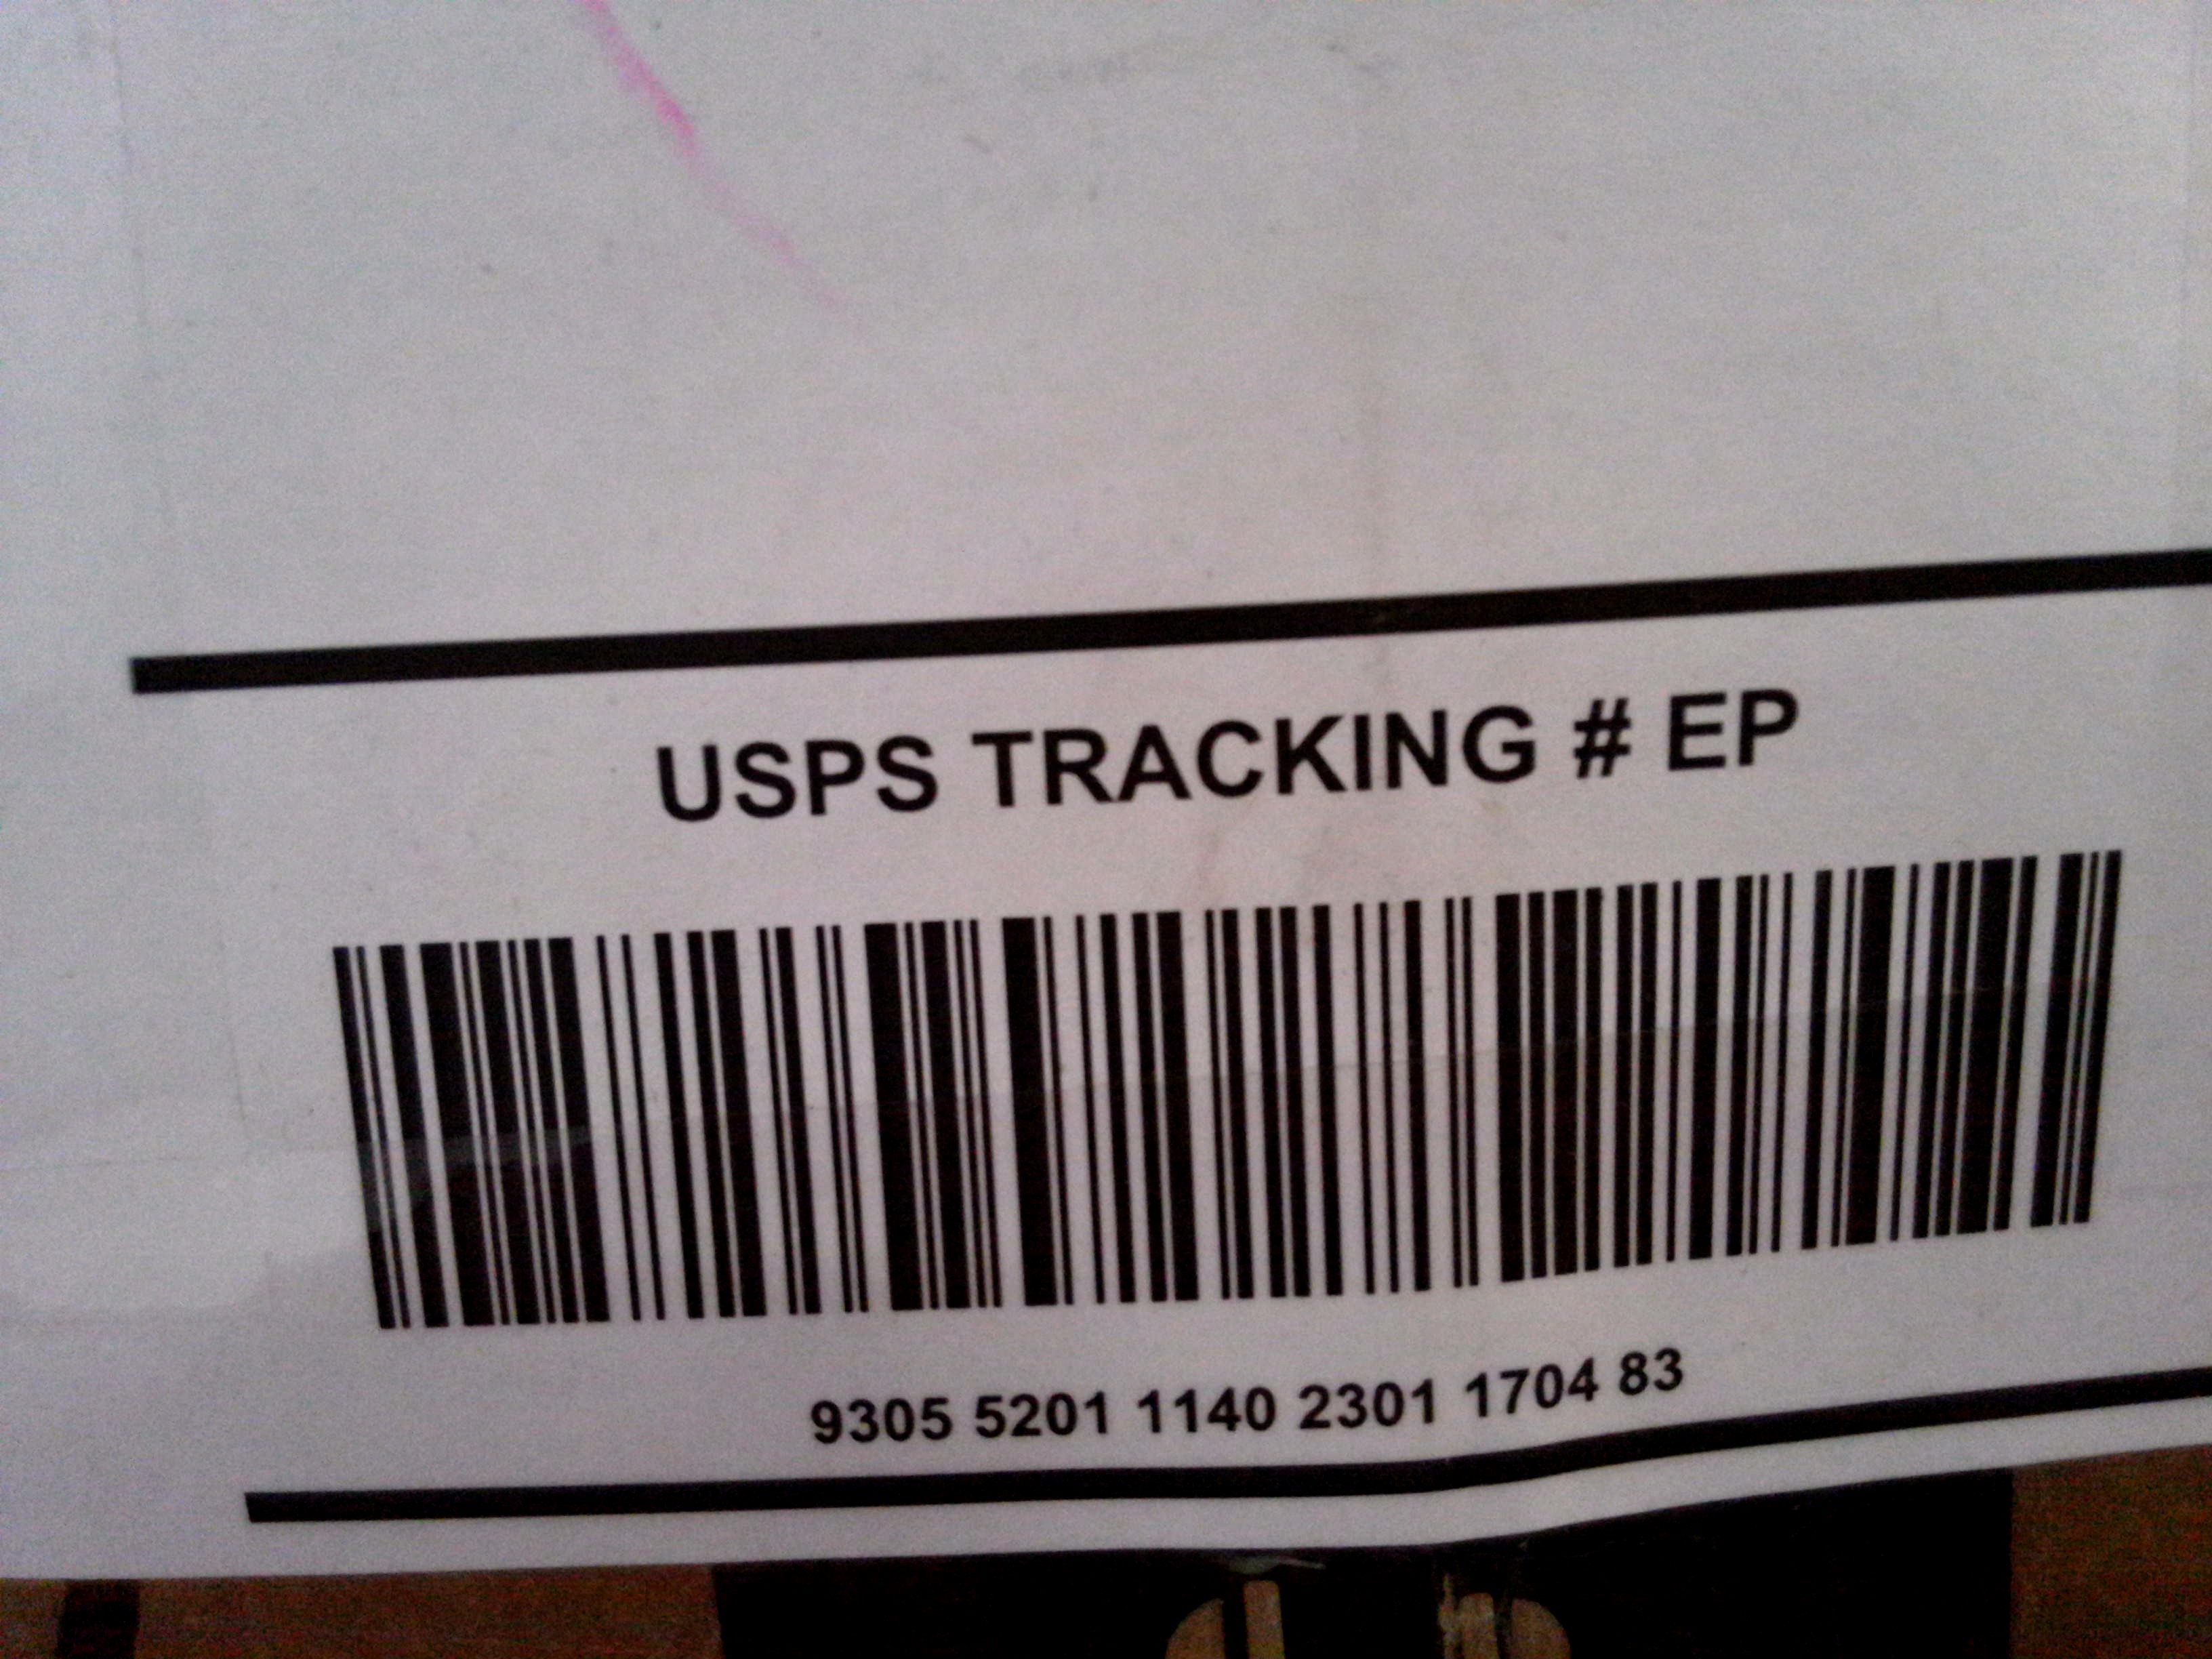 USPS TRACKING # EP
9305 5201 1140 2301 1704 83